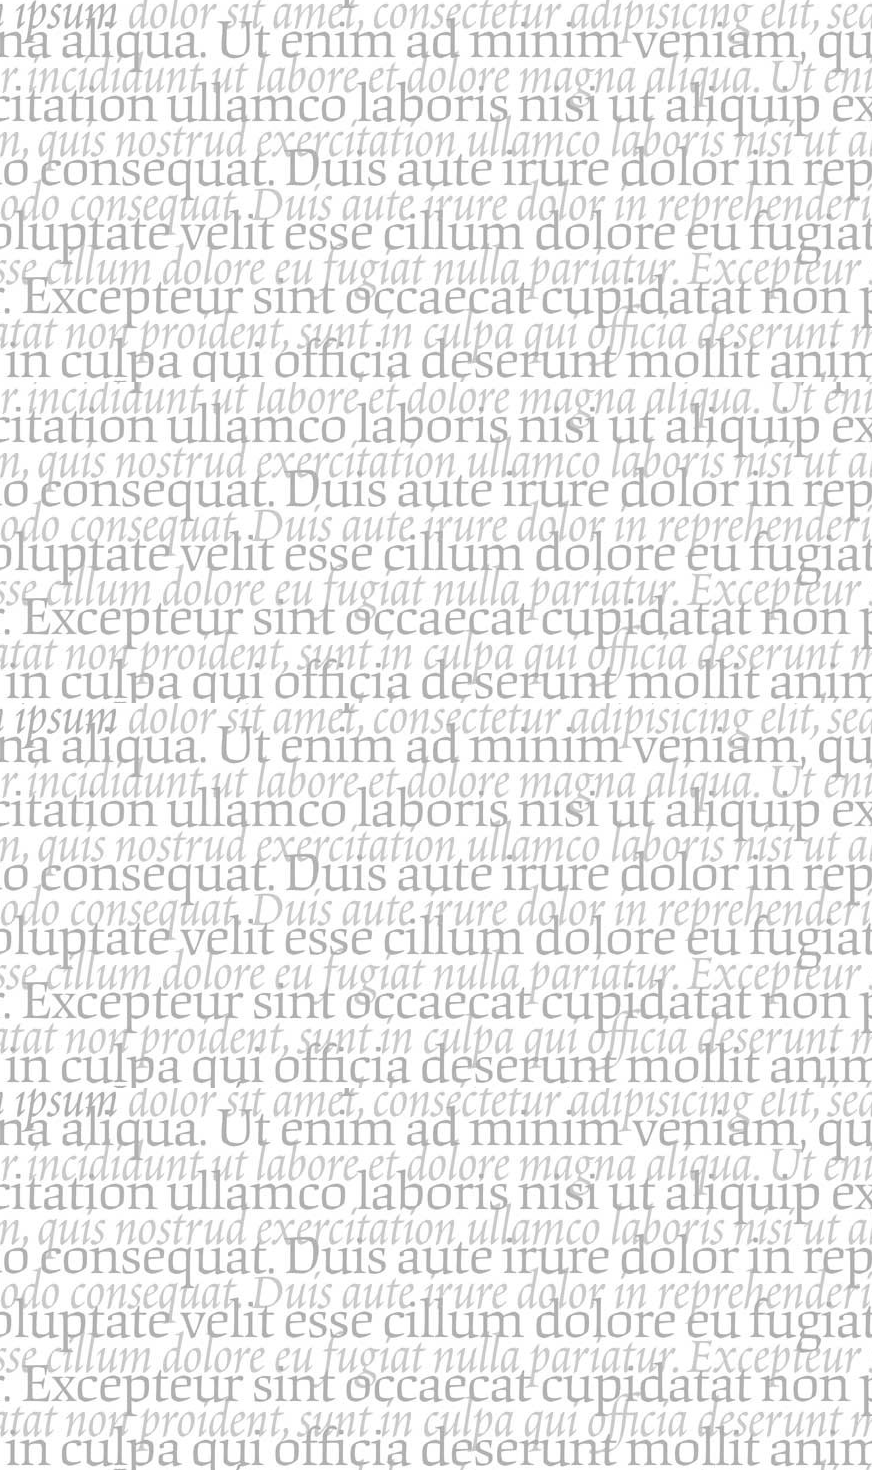 ipsum dolor sit amet, consectetur adipisicing elit, sed
na aliqua. Ut enim ad minim veniam, qu
r incididunt ut labore et dolore magna aliqua. Ut eni
citation ullamco laboris nisi ut aliquip ex
n, quis nostrud exercitation ullamco laboris nisi ut al
o consequat. Duis aute irure dolor in rep
odo consequat. Duis aute irure dolor in reprehenderi
oluptate velit esse cillum dolore eu fugiat
sse cillum dolore eu fugiat nulla pariatur. Excepteur
. Excepteur sint occaecat cupidatat non p
atat non proident, sunt in culpa qui officia deserunt m
in culpa qui officia deserunt mollit anim
r incididunt ut labore et dolore magna aliqua. Ut eni
citation ullamco laboris nisi ut aliquip ex
n, quis nostrud exercitation ullamco laboris nisi ut al
o consequat. Duis aute irure dolor in rep
odo consequat. Duis aute irure dolor in reprehenderi
oluptate velit esse cillum dolore eu fugiat
sse cillum dolore eu fugiat nulla pariatur. Excepteur
. Excepteur sint occaecat cupidatat non p
atat non proident, sunt in culpa qui officia deserunt m
in culpa qui officia deserunt mollit anim
ipsum dolor sit amet, consectetur adipisicing elit, sed
na aliqua. Ut enim ad minim veniam, qu
r incididunt ut labore et dolore magna aliqua. Ut eni
citation ullamco laboris nisi ut aliquip ex
n, quis nostrud exercitation ullamco laboris nisi ut al
o consequat. Duis aute irure dolor in rep
odo consequat. Duis aute irure dolor in reprehenderi
oluptate velit esse cillum dolore eu fugiat
sse cillum dolore eu fugiat nulla pariatur. Excepteur
. Excepteur sint occaecat cupidatat non p
atat non proident, sunt in culpa qui officia deserunt m
in culpa qui officia deserunt mollit anim
ipsum dolor sit amet, consectetur adipisicing elit, sed
na aliqua. Ut enim ad minim veniam, qu
r incididunt ut labore et dolore magna aliqua. Ut eni
citation ullamco laboris nisi ut aliquip ex
n, quis nostrud exercitation ullamco laboris nisi ut al
o consequat. Duis aute irure dolor in rep
odo consequat. Duis aute irure dolor in reprehenderi
oluptate velit esse cillum dolore eu fugiat
sse cillum dolore eu fugiat nulla pariatur. Excepteur
. Excepteur sint occaecat cupidatat non p
atat non proident, sunt in culpa qui officia deserunt m
in culpa qui officia deserunt mollit anim